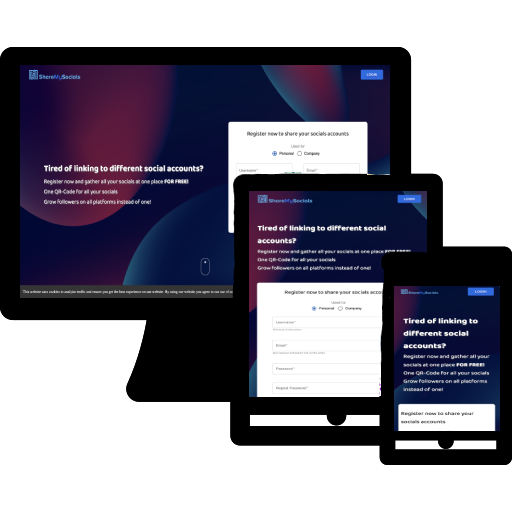 ShareMySocials
LOGIN
Tired of linking to different social accounts?
Register now and gather all your socials at one place FOR FREE!
One QR-Code for all your socials
Grow followers on all platforms instead of one!
Register now to share your socials accounts
Used for
Personal Company
Username*
Email*
This website uses cookies to analyze traffic and ensure you get the best experience on our website. By using our website you agree to our use of
ShareMySocials
LOGIN
Tired of linking to different social
accounts?
Register now and gather all your socials at one place FOR FREE!
One QR-Code for all your socials
Grow followers on all platforms instead of one!
Register now to share your socials acco
Used for
Personal Company
Username*
Email*
Password*
Repeat Password*
ShareMySocials
LOGIN
Tired of linking to
different social
accounts?
Register now and gather all your
socials at one place FOR FREE!
One QR-Code for all your socials
Grow followers on all platforms
instead of one!
Register now to share your
socials accounts